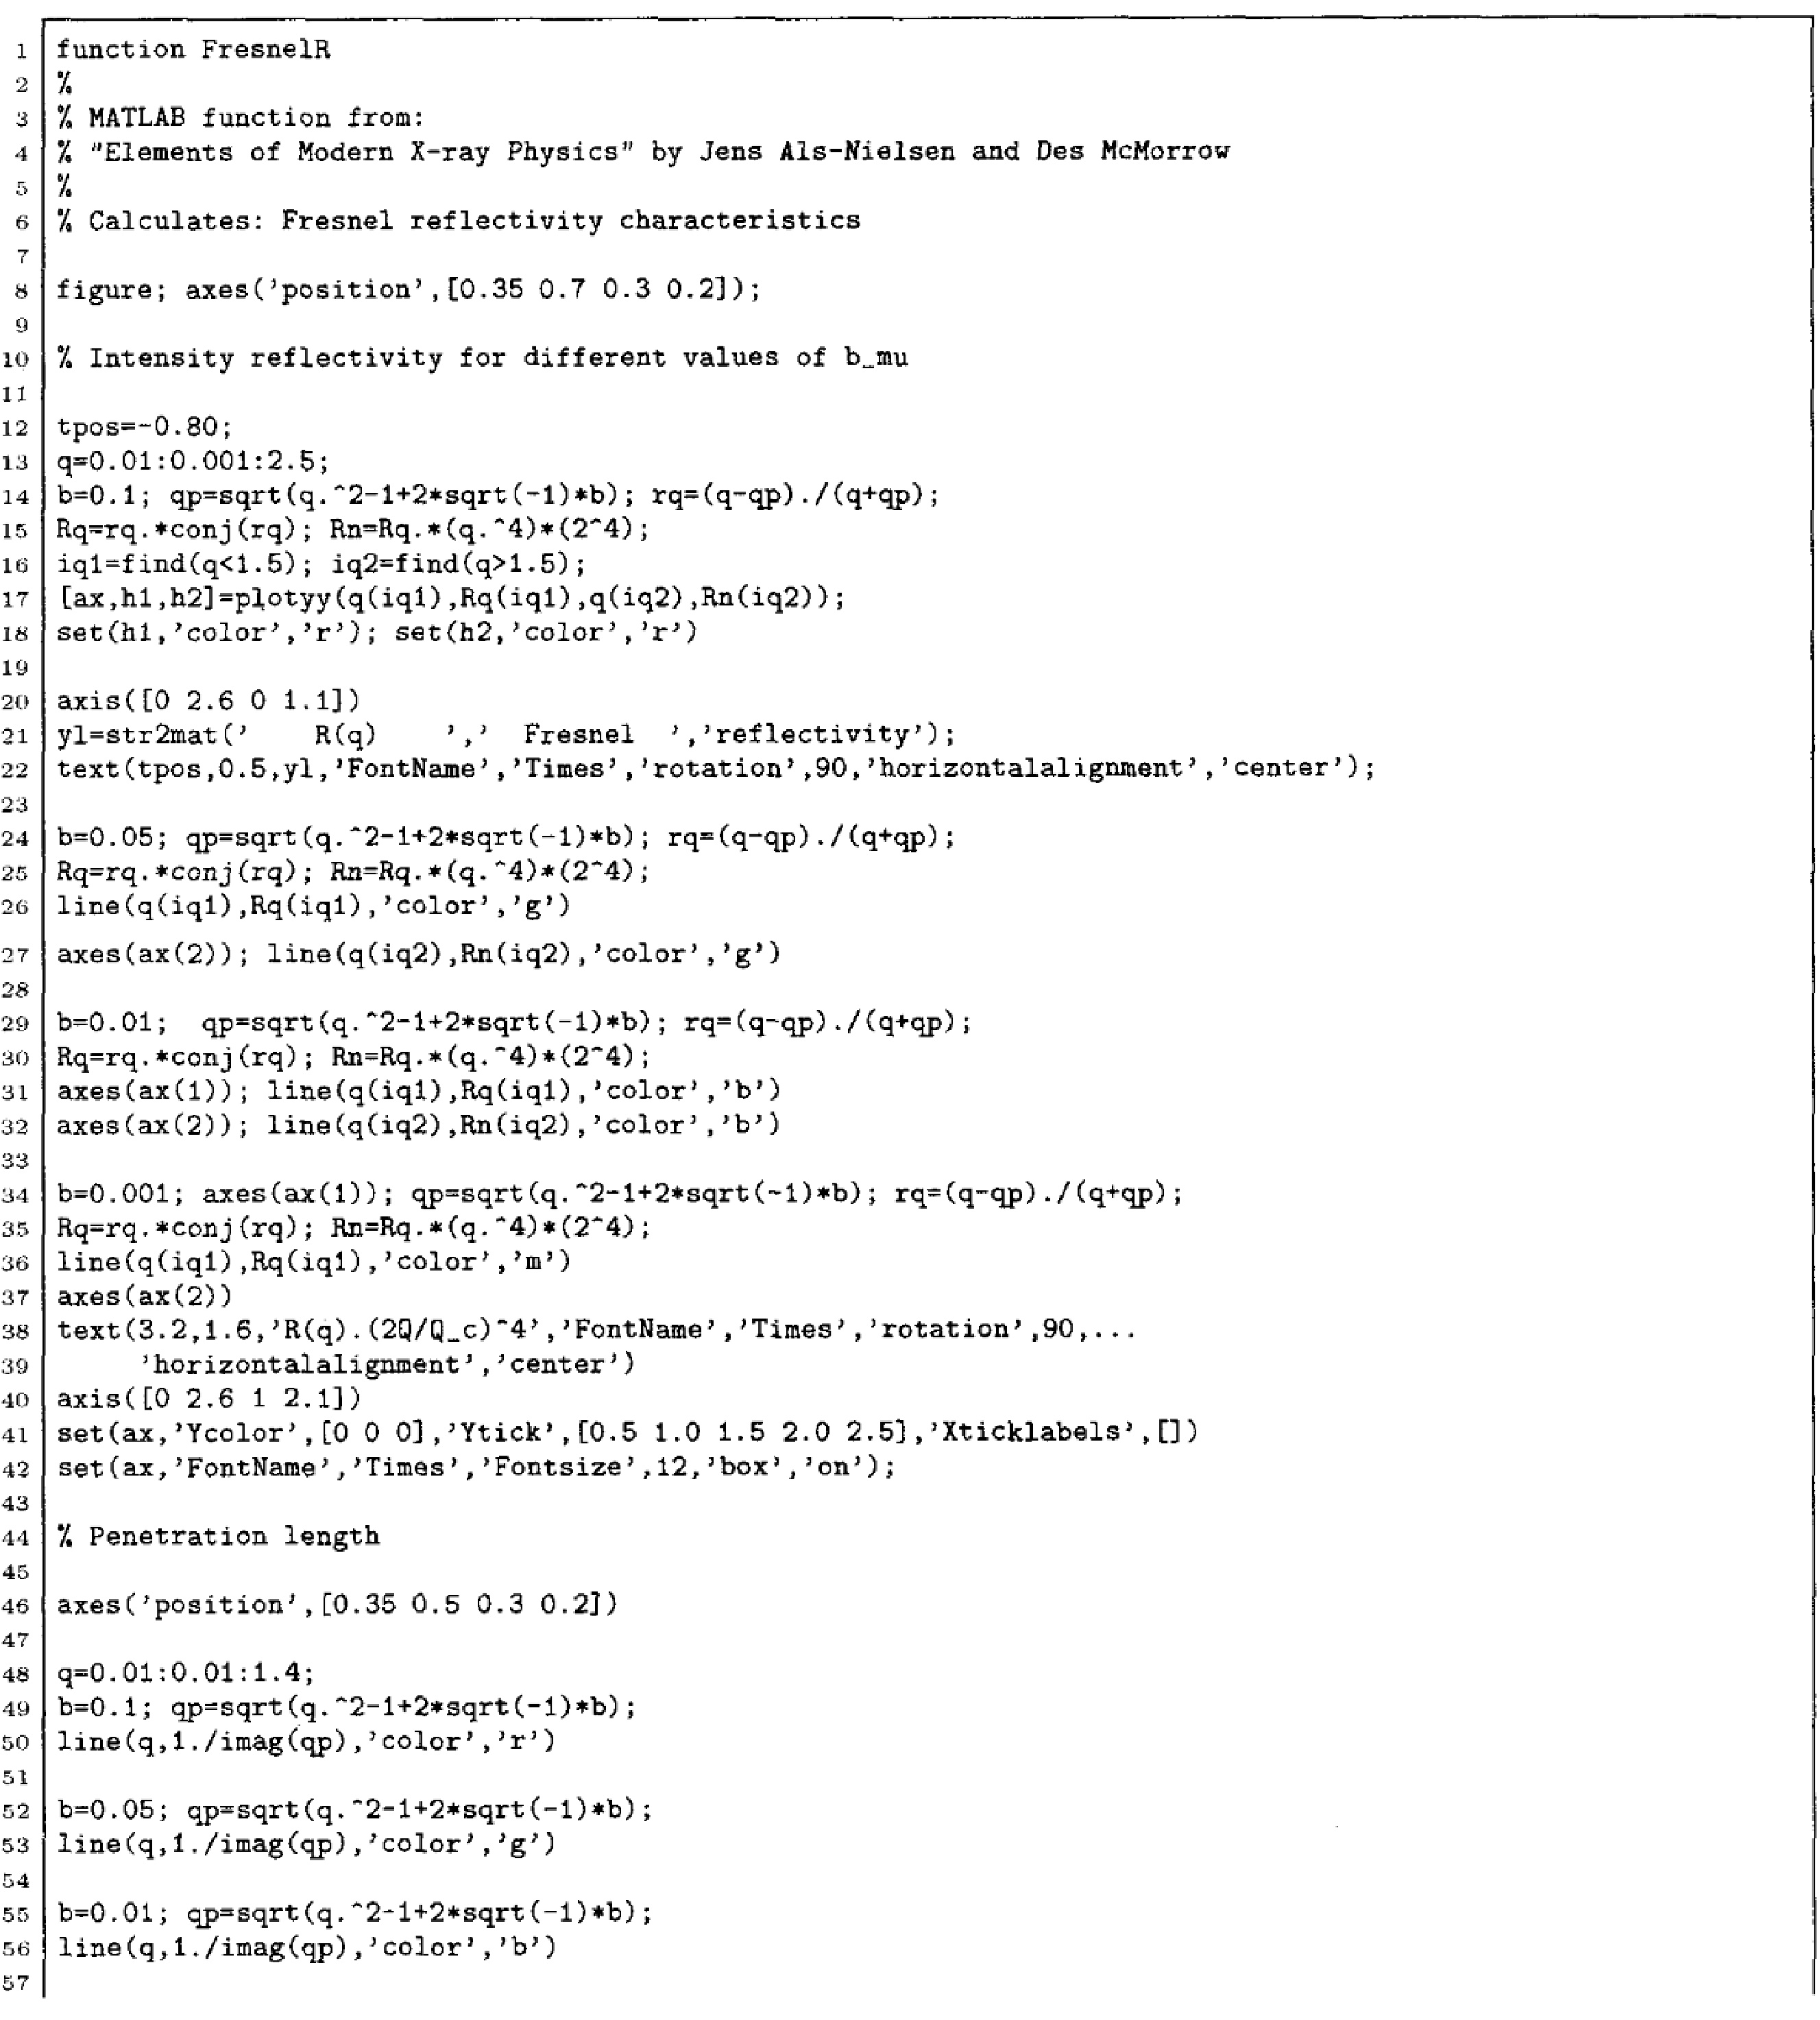 1 function FresnelR
2 %
3 % MATLAB function from:
4 % "Elements of Modern X-ray Physics" by Jens Als-Nielsen and Des McMorrow
5 %
6 % Calculates: Fresnel reflectivity characteristics
7
8 figure; axes('position',[0.35 0.7 0.3 0.2]);
9
10 % Intensity reflectivity for different values of b_mu
11
12 tpos=-0.80;
13 q=0.01:0.001:2.5;
14 b=0.1; qp=sqrt(q.^2-1+2*sqrt(-1)*b); rq=(q-qp)./(q+qp);
15 Rq=rq.*conj(rq); Rn=Rq.*(q.^4)*(2^4);
16 iq1=find(q<1.5); iq2=find(q>1.5);
17 [ax,h1,h2]=plotyy(q(iq1),Rq(iq1),q(iq2),Rn(iq2));
18 set(h1,'color','r'); set(h2,'color','r')
19
20 axis([0 2.6 0 1.1])
21 yl=str2mat('    R(q)    ','  Fresnel  ','reflectivity');
22 text(tpos,0.5,yl,'FontName','Times','rotation',90,'horizontalalignment','center');
23
24 b=0.05; qp=sqrt(q.^2-1+2*sqrt(-1)*b); rq=(q-qp)./(q+qp);
25 Rq=rq.*conj(rq); Rn=Rq.*(q.^4)*(2^4);
26 line(q(iq1),Rq(iq1),'color','g')
27 axes(ax(2)); line(q(iq2),Rn(iq2),'color','g')
28
29 b=0.01;  qp=sqrt(q.^2-1+2*sqrt(-1)*b); rq=(q-qp)./(q+qp);
30 Rq=rq.*conj(rq); Rn=Rq.*(q.^4)*(2^4);
31 axes(ax(1)); line(q(iq1),Rq(iq1),'color','b')
32 axes(ax(2)); line(q(iq2),Rn(iq2),'color','b')
33
34 b=0.001; axes(ax(1)); qp=sqrt(q.^2-1+2*sqrt(-1)*b); rq=(q-qp)./(q+qp);
35 Rq=rq.*conj(rq); Rn=Rq.*(q.^4)*(2^4);
36 line(q(iq1),Rq(iq1),'color','m')
37 axes(ax(2))
38 text(3.2,1.6,'R(q).(2Q/Q_c)^4','FontName','Times','rotation',90,...
39 'horizontalalignment','center')
40 axis([0 2.6 1 2.1])
41 set(ax,'Ycolor',[0 0 0],'Ytick',[0.5 1.0 1.5 2.0 2.5],'Xticklabels',[])
42 set(ax,'FontName','Times','Fontsize',12,'box','on');
43
44 % Penetration length
45
46 axes('position',[0.35 0.5 0.3 0.2])
47
48 q=0.01:0.01:1.4;
49 b=0.1; qp=sqrt(q.^2-1+2*sqrt(-1)*b);
50 line(q,1./imag(qp),'color','r')
51
52 b=0.05; qp=sqrt(q.^2-1+2*sqrt(-1)*b);
53 line(q,1./imag(qp),'color','g')
54
55 b=0.01; qp=sqrt(q.^2-1+2*sqrt(-1)*b);
56 line(q,1./imag(qp),'color','b')
57